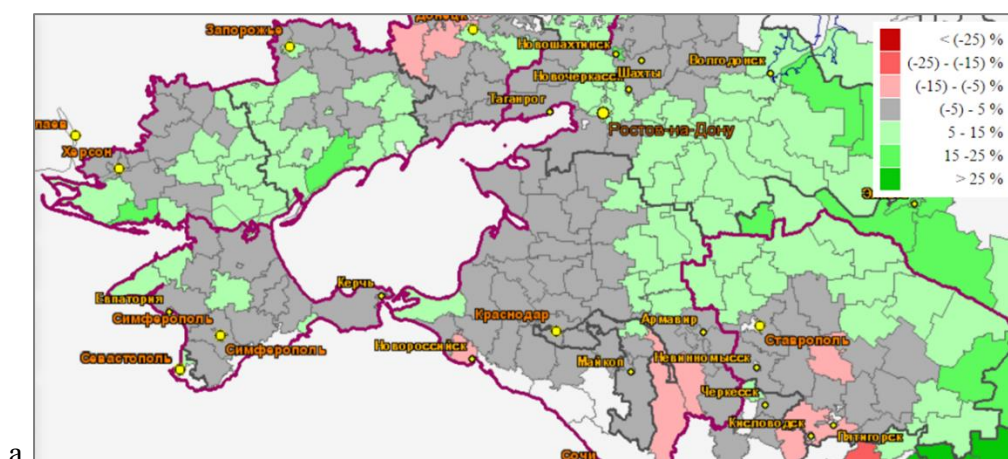 Донецк
Запорожье
Новошахтинск
Волгодонск
Шахты
Таганрог
Ростов-на-Дону
Херсон
Керчь
Евпатория
Симферополь
Симферополь
Севастополь
Новороссийск
Краснодар
Майкоп
Армавир
Ставрополь
Невинномысск
Черкесск
Кисловодск
Пятигорск
Сочи
< (-25) %
(-25) - (-15) %
(-15) - (-5) %
(-5) - 5 %
5 - 15 %
15 -25 %
> 25 %
а